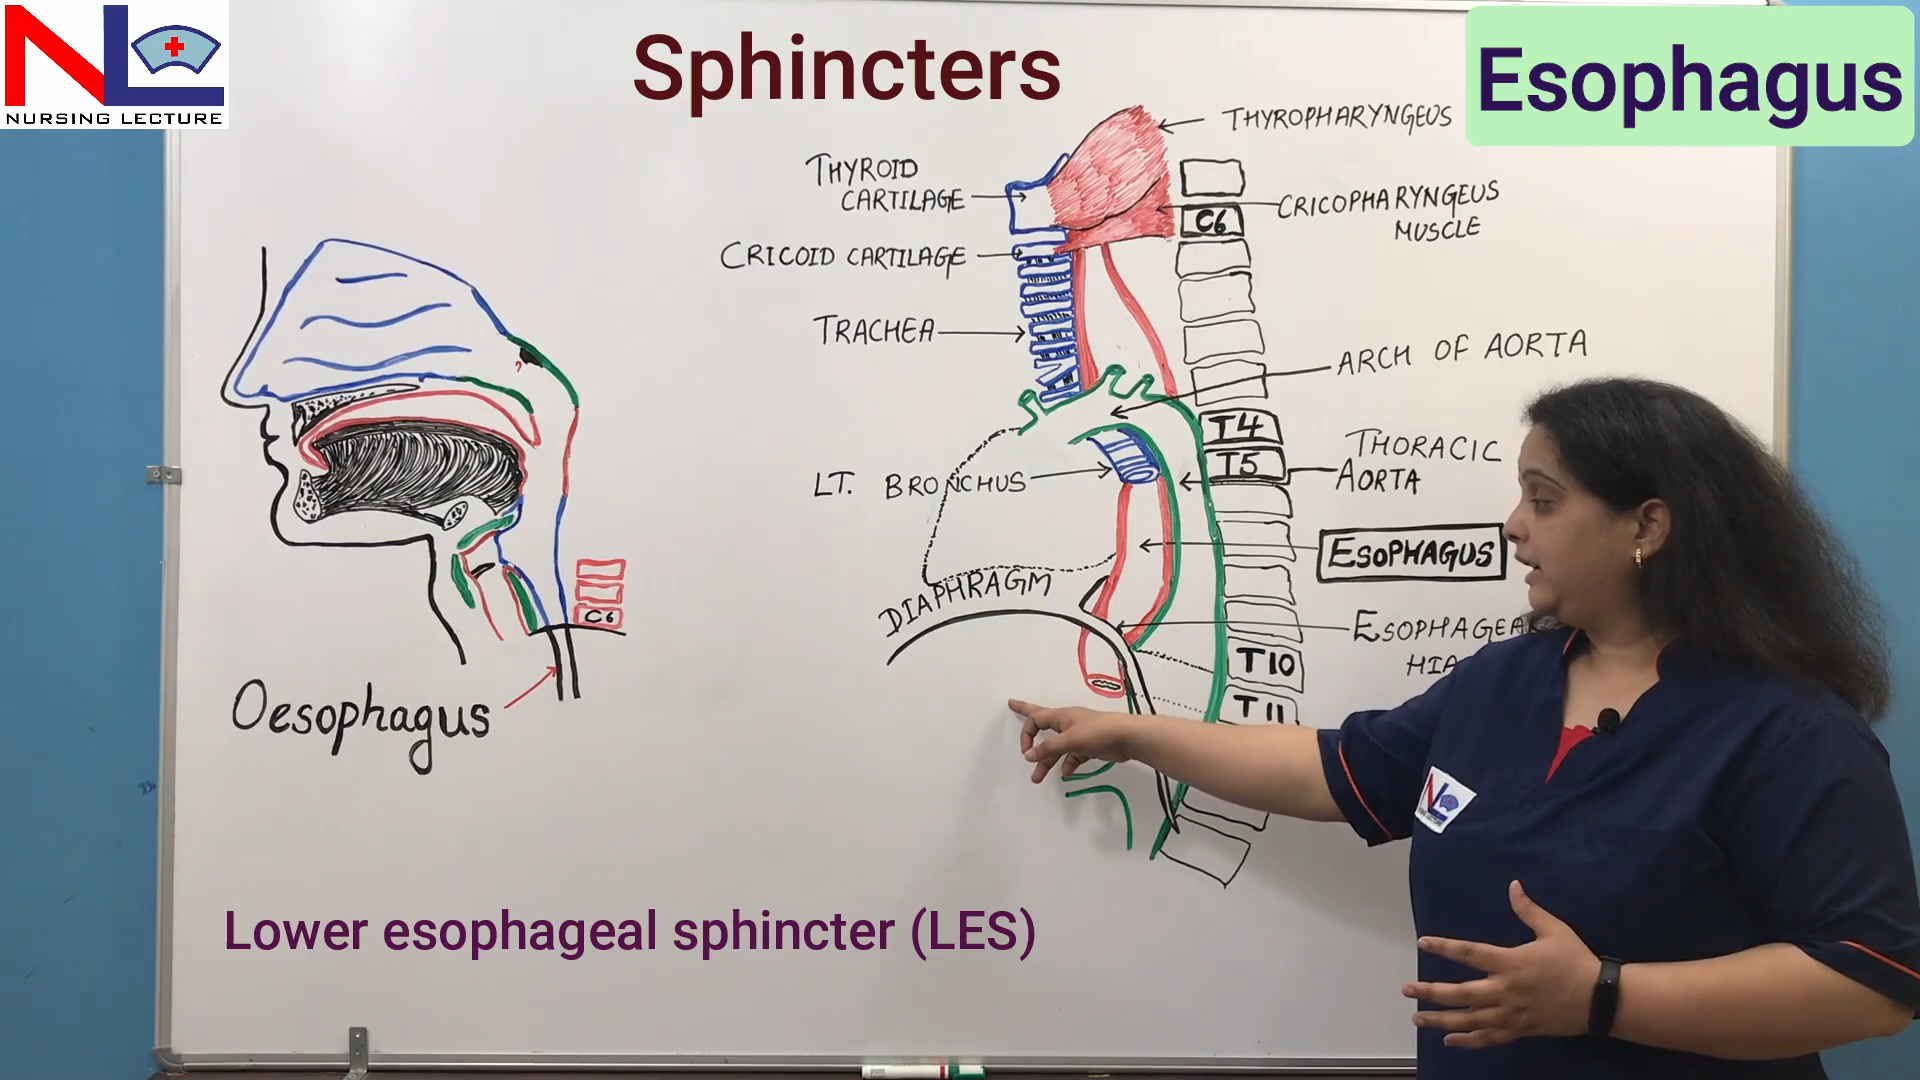 NURSING LECTURE
Sphincters
Esophagus
THYROPHARYNGEUS
THYROID
CARTILAGE
C6
CRICOPHARYNGEUS
MUSCLE
CRICOID CARTILAGE
TRACHEA
ARCH OF AORTA
T4
T5
THORACIC
AORTA
LT. BRONCHUS
ESOPHAGUS
DIAPHRAGM
C6
T10
T11
Oesophagus
Lower esophageal sphincter (LES)